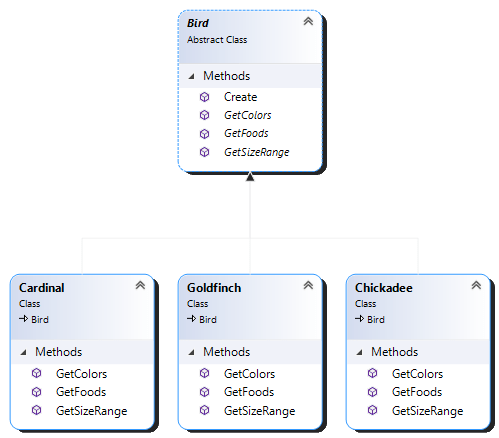 Bird
Abstract Class
Methods
Create
GetColors
GetFoods
GetSizeRange
Cardinal
Class
Bird
Methods
GetColors
GetFoods
GetSizeRange
Goldfinch
Class
Bird
Methods
GetColors
GetFoods
GetSizeRange
Chickadee
Class
Bird
Methods
GetColors
GetFoods
GetSizeRange